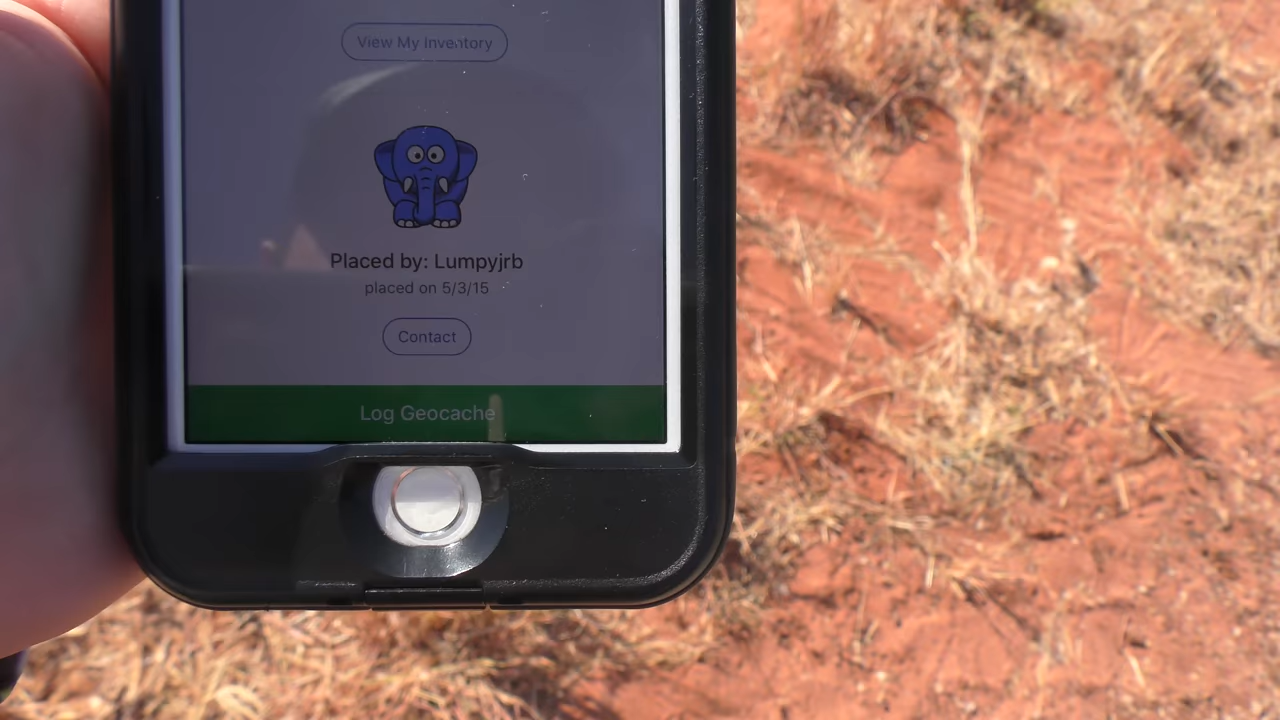 View My Inventory
Placed by: Lumpyjrb
placed on 5/3/15
Contact
Log Geocache